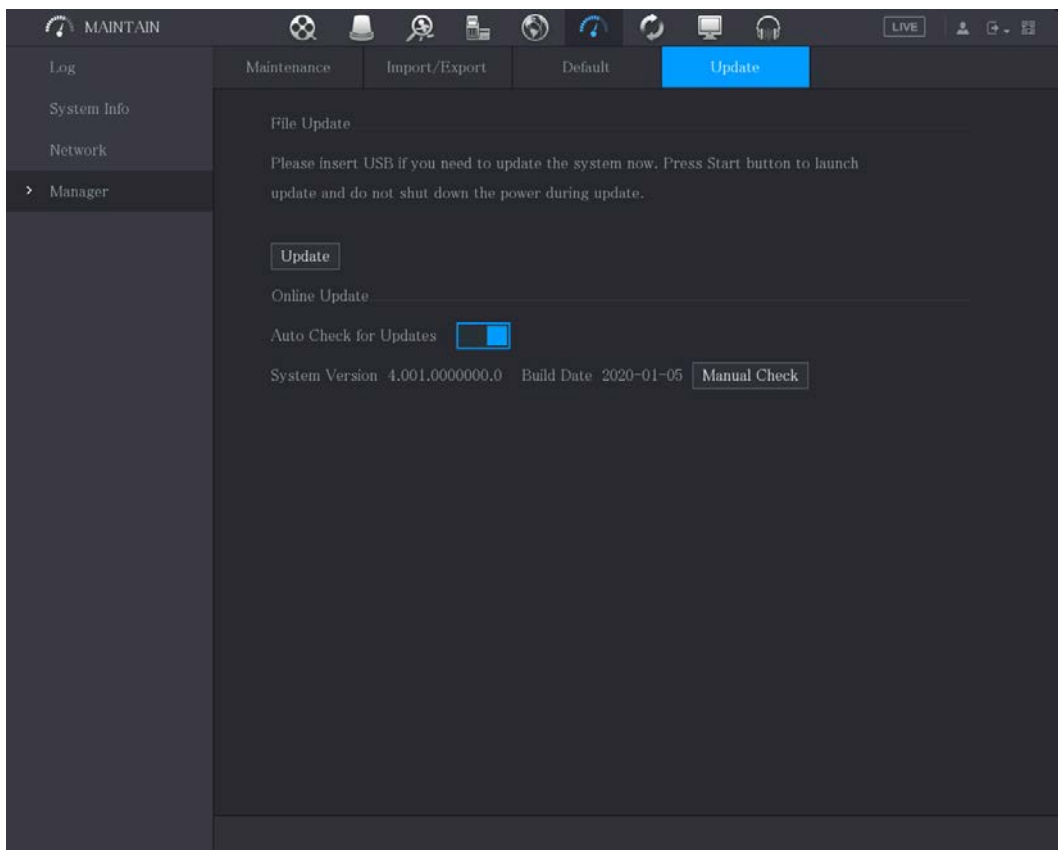 MAINTAIN
LIVE
Log
System Info
Network
Manager
Maintenance
Import/Export
Default
Update
File Update
Please insert USB if you need to update the system now. Press Start button to launch
update and do not shut down the power during update.
Update
Online Update
Auto Check for Updates
System Version 4.001.0000000.0 Build Date 2020-01-05 Manual Check